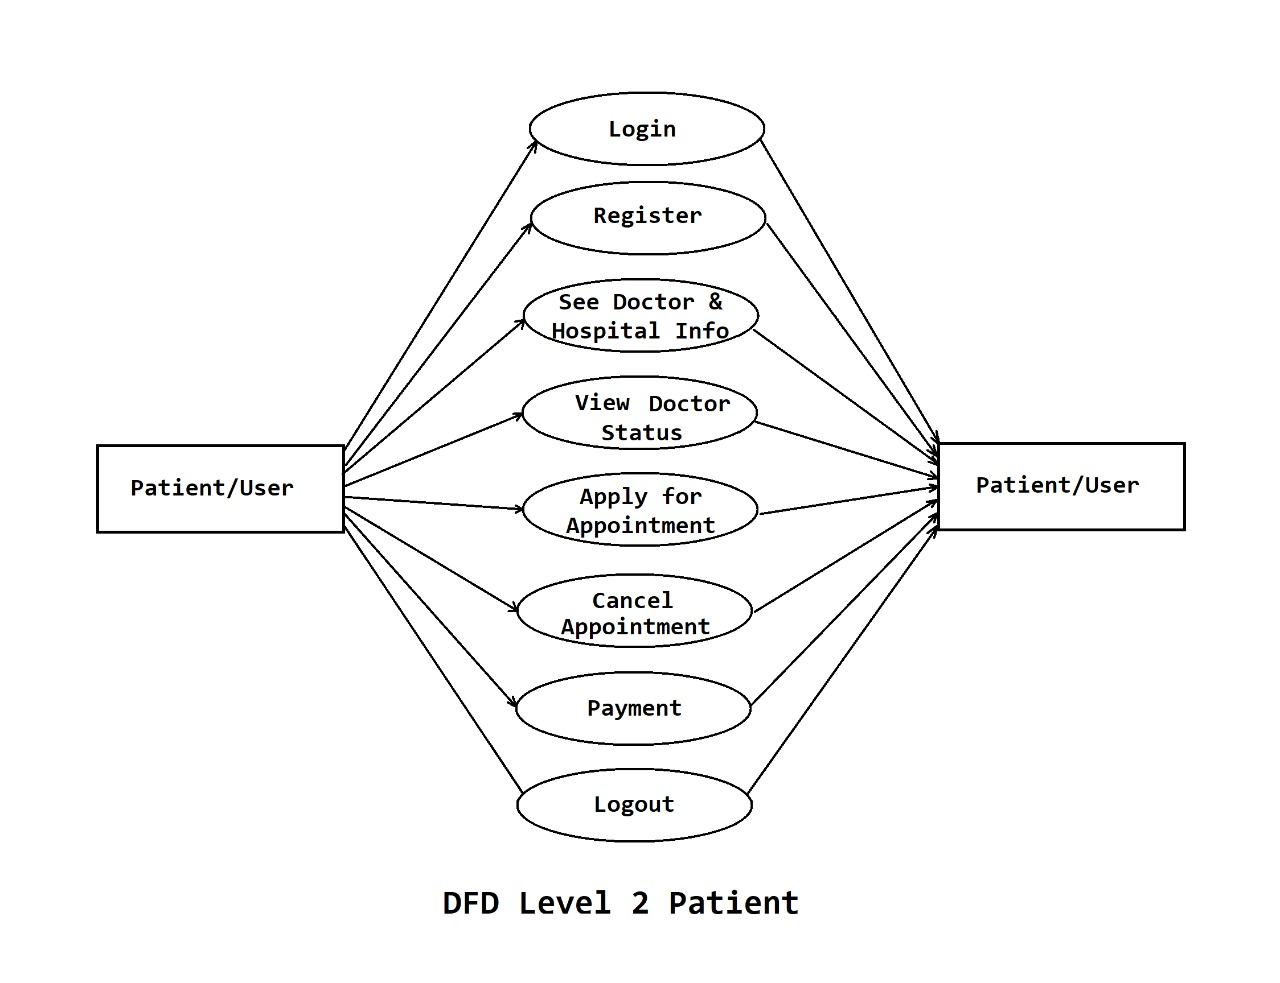 Login
Register
See Doctor &
Hospital Info
View Doctor
Status
Patient/User
Patient/User
Apply for
Appointment
Cancel
Appointment
Payment
Logout
DFD Level 2 Patient